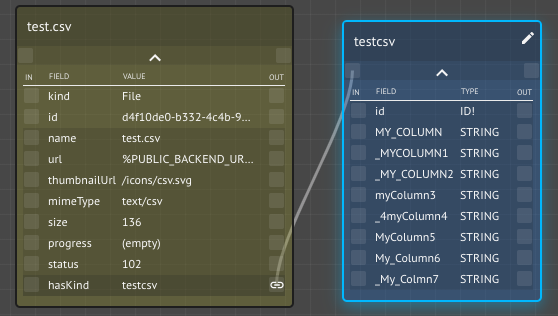 test.csv
IN FIELD VALUE OUT
kind File
id d4f10de0-b332-4c4b-9...
name test.csv
url %PUBLIC_BACKEND_UR...
thumbnailUrl /icons/csv.svg
mimeType text/csv
size 136
progress (empty)
status 102
hasKind testcsv
testcsv
IN FIELD TYPE OUT
id ID!
MY_COLUMN STRING
_MYCOLUMN1 STRING
_MY_COLUMN2 STRING
myColumn3 STRING
_4myColumn4 STRING
MyColumn5 STRING
My_Column6 STRING
_My_Colmn7 STRING